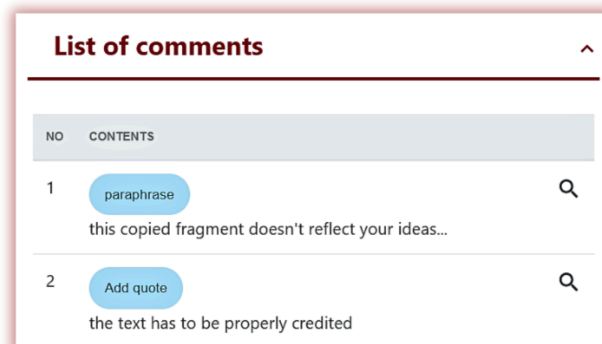 List of comments
NO CONTENTS
1 paraphrase
this copied fragment doesn't reflect your ideas...
2 Add quote
the text has to be properly credited